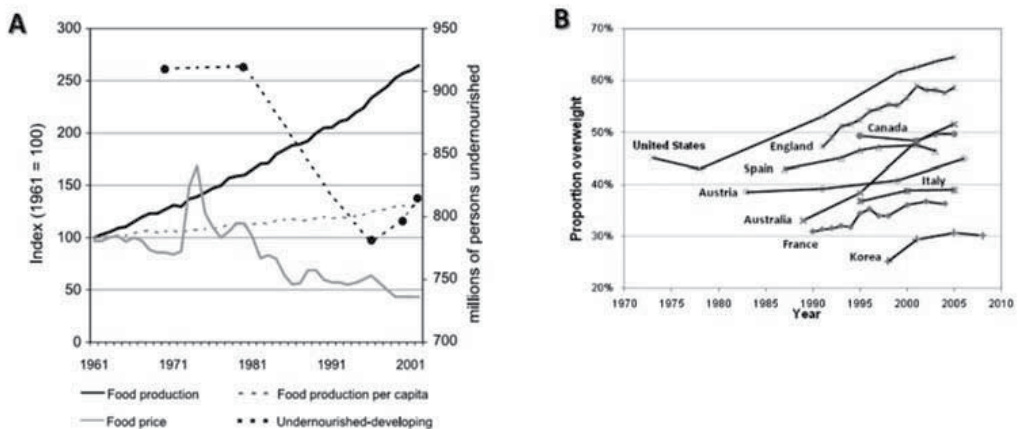 A
Index (1961 = 100)
300
250
200
150
100
50
0
950
900
850
800
750
700
millions of persons undernourished
1961 1971 1981 1991 2001
Food production
Food production per capita
Food price
Undernourished-developing
B
Proportion overweight
70%
60%
50%
40%
30%
20%
United States
England
Canada
Spain
Austria
Italy
Australia
France
Korea
1970 1975 1980 1985 1990 1995 2000 2005 2010
Year